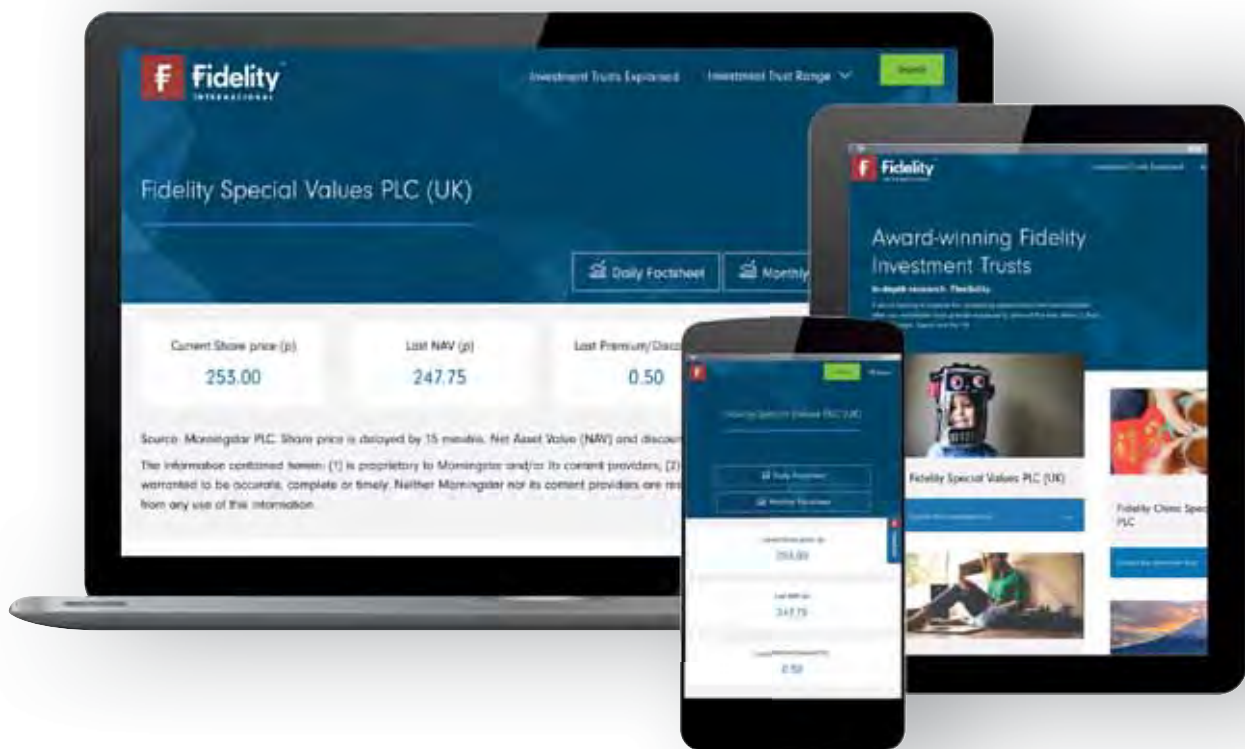 Fidelity
INTERNATIONAL
Investment Trusts Explained
Investment Trust Range
Fidelity Special Values PLC (UK)
Daily Factsheet
Monthly
Current Share price (p)
253.00
Last NAV (p)
247.75
Last Premium/Disco
0.50
Source: Morningstar PLC. Share price is delayed by 15 minutes. Net Asset Value (NAV) and discoun
The information contained herein: (1) is proprietary to Morningstar and/or its content providers; (2)
warranted to be accurate, complete or timely. Neither Morningstar nor its content providers are res
from any use of this information.
Fidelity
INTERNATIONAL
Award-winning Fidelity
Investment Trusts
In-depth research. Flexibility.
Fidelity Special Values PLC (UK)
Fidelity China Spec
PLC
Fidelity Special Values PLC (UK)
Daily Factsheet
Monthly Factsheet
253.00
Last NAV (p)
247.75
0.50